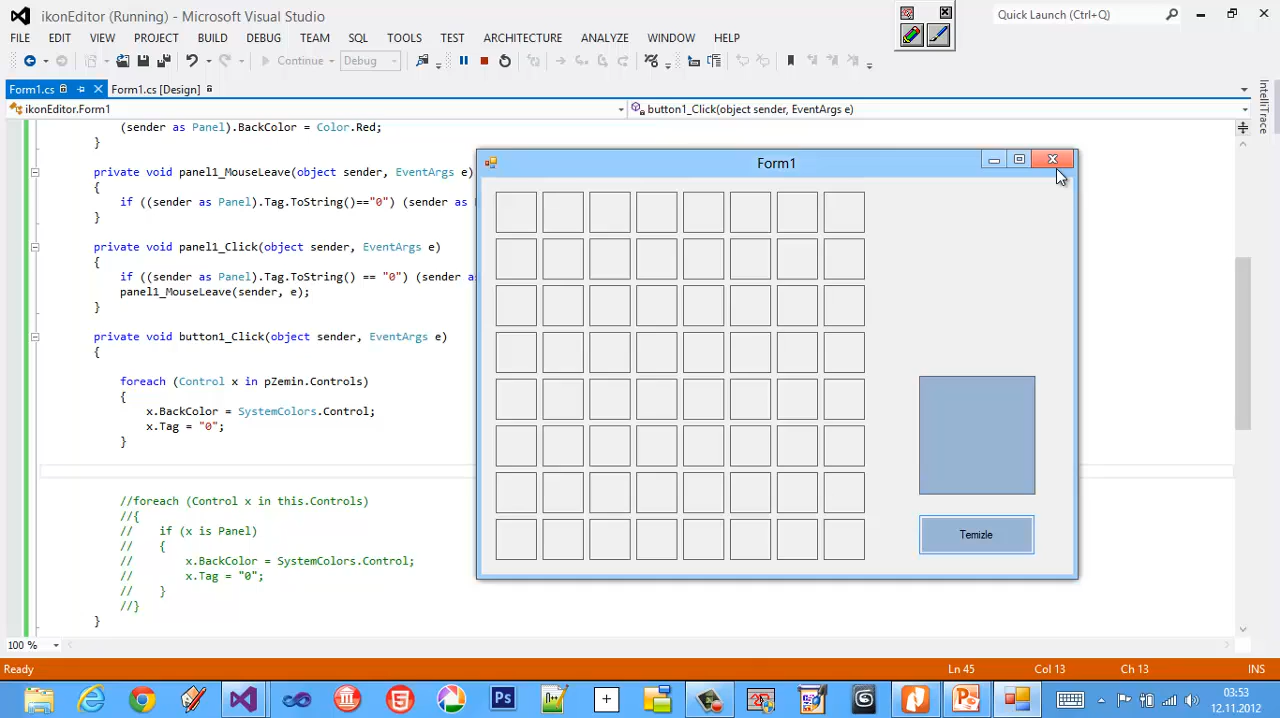 ikonEditor (Running) - Microsoft Visual Studio
Quick Launch (Ctrl+Q)
FILE EDIT VIEW PROJECT BU DEBUG TEAM SQL TOOLS TEST ARCHITECTURE ANALYZE WINDOW HELP
Continue Debug
Form1.cs Form1.cs [Design]
ikonEditor.Form1 button1_Click(object sender, EventArgs e)
IntelliTrace
(sender as Panel).BackColor = Color.Red;
}
private void panel1_MouseLeave(object sender, EventArgs e)
{
if ((sender as Panel).Tag.ToString()=="0") (sender as
}
private void panel1_Click(object sender, EventArgs e)
{
if ((sender as Panel).Tag.ToString() == "0") (sender as
panel1_MouseLeave(sender, e);
}
private void button1_Click(object sender, EventArgs e)
{
foreach (Control x in pZemin.Controls)
{
x.BackColor = SystemColors.Control;
x.Tag = "0";
}
//foreach (Control x in this.Controls)
//{
// if (x is Panel)
// {
// x.BackColor = SystemColors.Control;
// x.Tag = "0";
// }
//}
}
Form1
Temizle
100 %
Ready Ln 45 Col 13 Ch 13 INS
Ps
03:53
12.11.2012